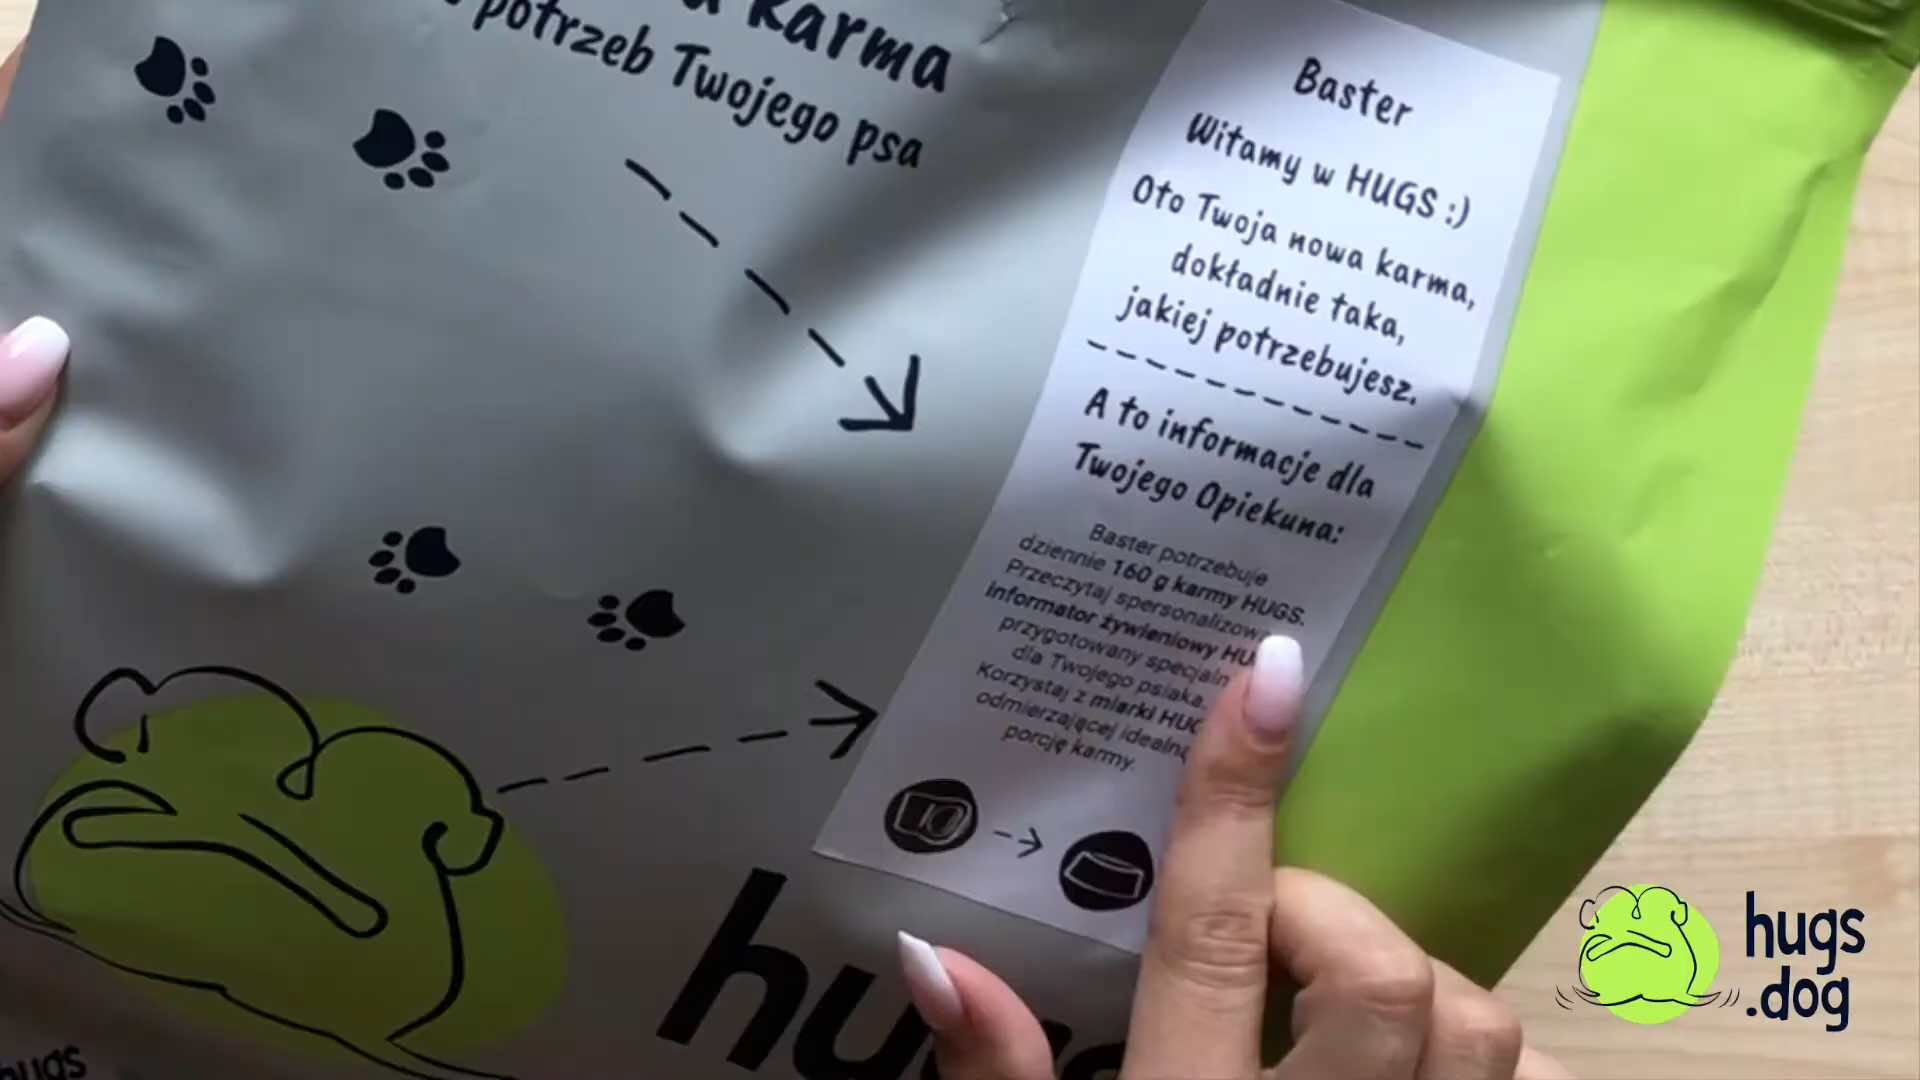 karma
potrzeb Twojego psa
Baster
Witamy w HUGS :)
Oto Twoja nowa karma,
dokładnie taka,
jakiej potrzebujesz.
A to informacje dla
Twojego Opiekuna:
Baster potrzebuje
dziennie 160 g karmy HUGS.
Przeczytaj
Informator żywieniowy
przygotowany
dla Twojego psiaka.
Korzystaj z miarki
odmierzającej
porcję karmy.
hugs
hugs
.dog